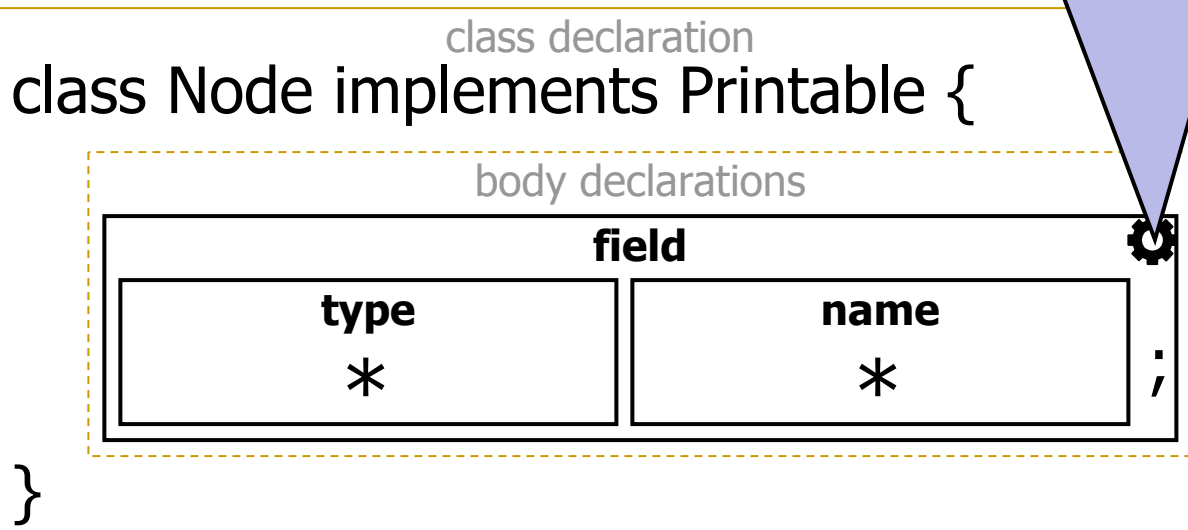 class declaration
class Node implements Printable {
body declarations
field
type name
* * ;
}